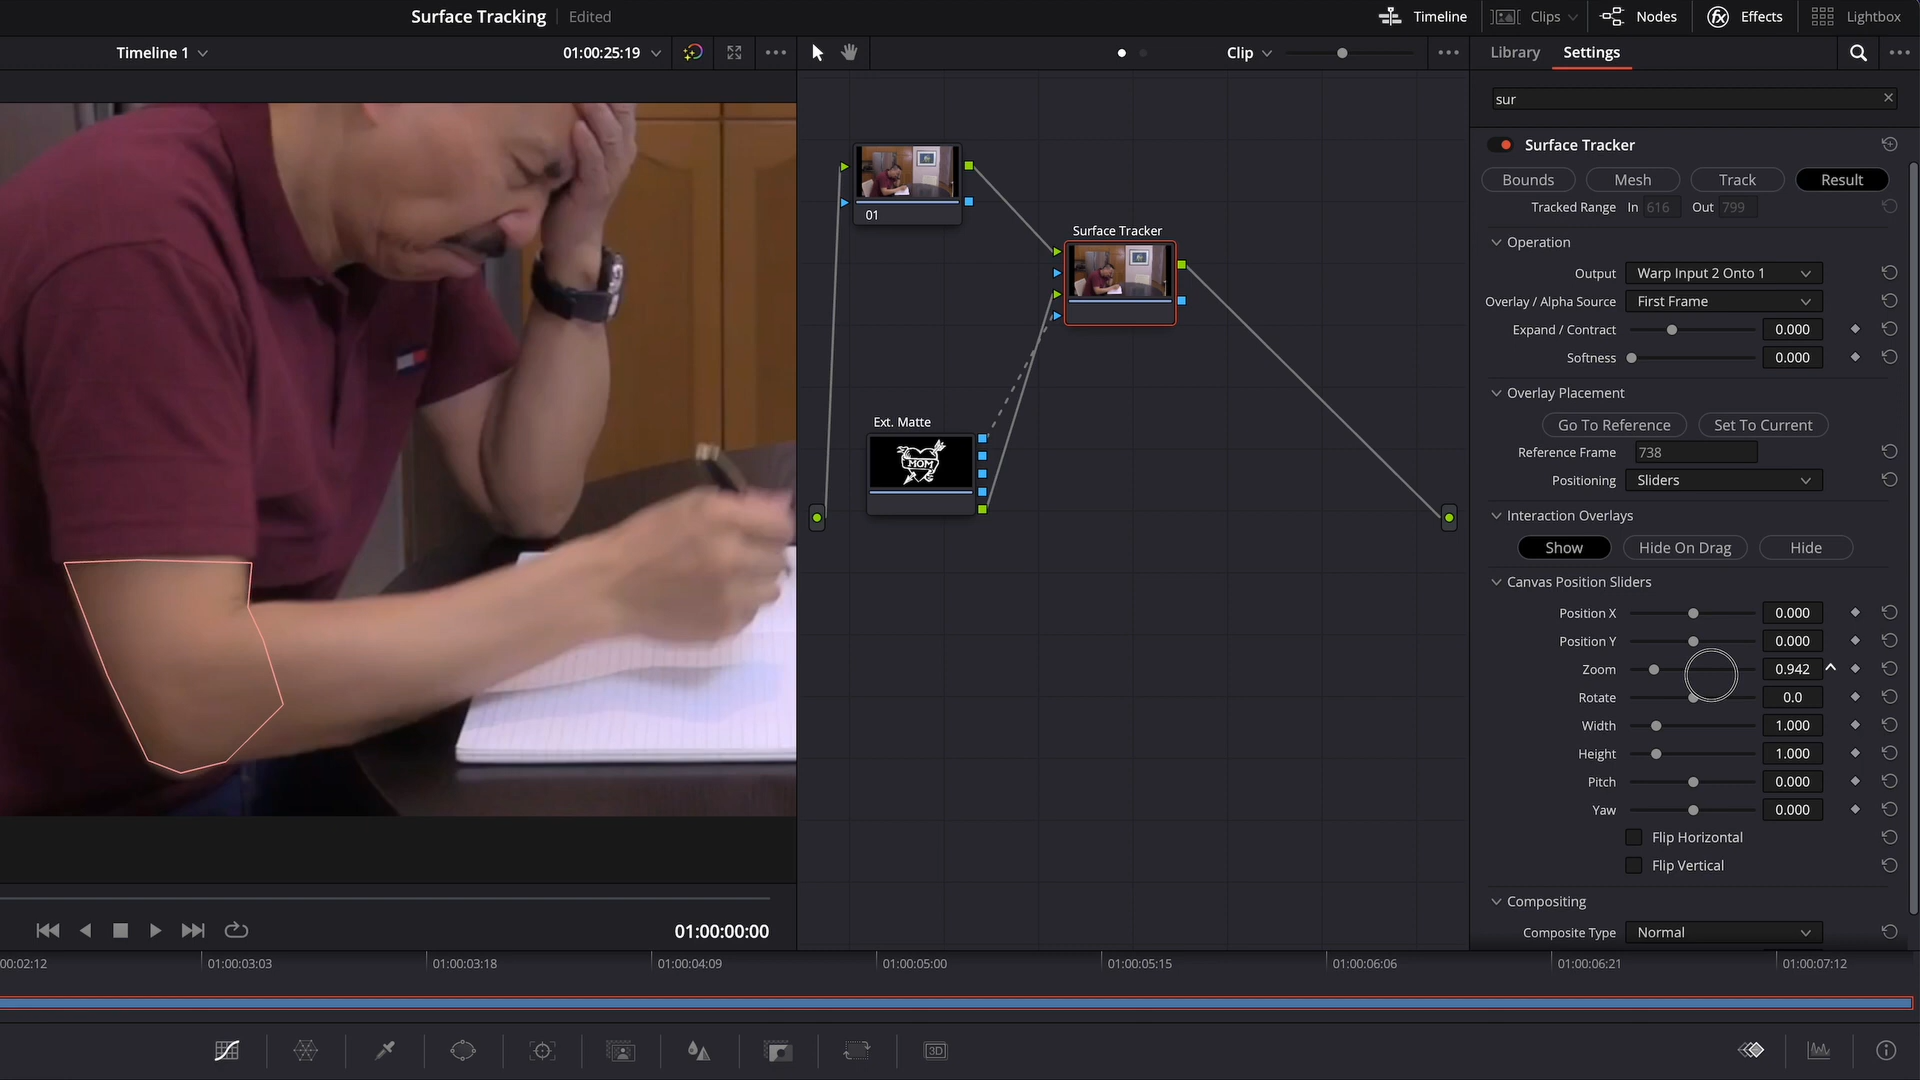 Surface Tracking Edited
Timeline Clips Nodes Effects Lightbox
Timeline 1 01:00:25:19 Clip Library Settings
sur
Surface Tracker
Bounds Mesh Track Result
Tracked Range In 616 Out 799
Operation
Output Warp Input 2 Onto 1
Overlay / Alpha Source First Frame
Expand / Contract 0.000
Softness 0.000
Overlay Placement
Go To Reference Set To Current
Reference Frame 738
Positioning Sliders
Interaction Overlays
Show Hide On Drag Hide
Canvas Position Sliders
Position X 0.000
Position Y 0.000
Zoom 0.942
Rotate 0.0
Width 1.000
Height 1.000
Pitch 0.000
Yaw 0.000
Flip Horizontal
Flip Vertical
Compositing
Composite Type Normal
01
Surface Tracker
Ext. Matte
MOM
01:00:00:00
00:02:12 01:00:03:03 01:00:03:18 01:00:04:09 01:00:05:00 01:00:05:15 01:00:06:06 01:00:06:21 01:00:07:12
3D